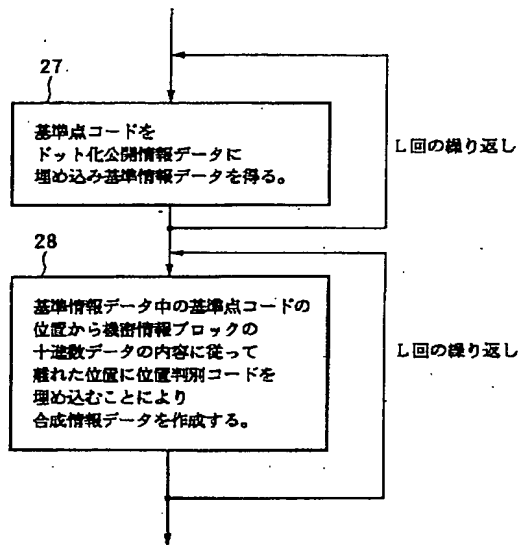 27
基準点コードを
ドット化公開情報データに
埋め込み基準情報データを得る。
L回の繰り返し
28
基準情報データ中の基準点コードの
位置から機密情報ブロックの
十進数データの内容に従って
離れた位置に位置判別コードを
埋め込むことにより
合成情報データを作成する。
L回の繰り返し